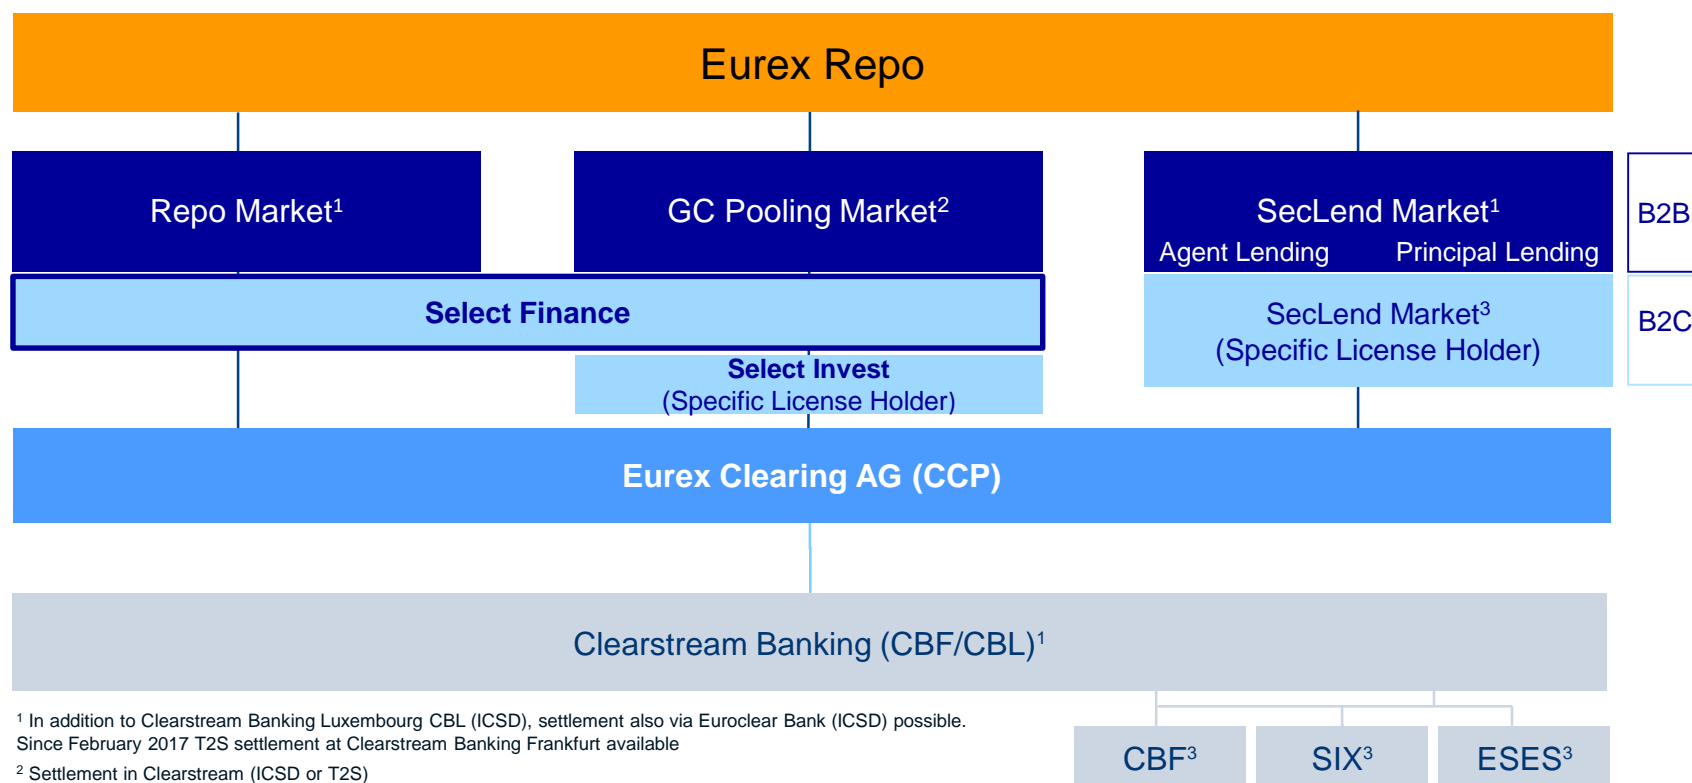 Eurex Repo
Repo Market¹
GC Pooling Market²
SecLend Market¹
Agent Lending
Principal Lending
B2B
Select Finance
SecLend Market³
(Specific License Holder)
B2C
Select Invest
(Specific License Holder)
Eurex Clearing AG (CCP)
Clearstream Banking (CBF/CBL)¹
¹ In addition to Clearstream Banking Luxembourg CBL (ICSD), settlement also via Euroclear Bank (ICSD) possible.
Since February 2017 T2S settlement at Clearstream Banking Frankfurt available
² Settlement in Clearstream (ICSD or T2S)
CBF³
SIX³
ESES³